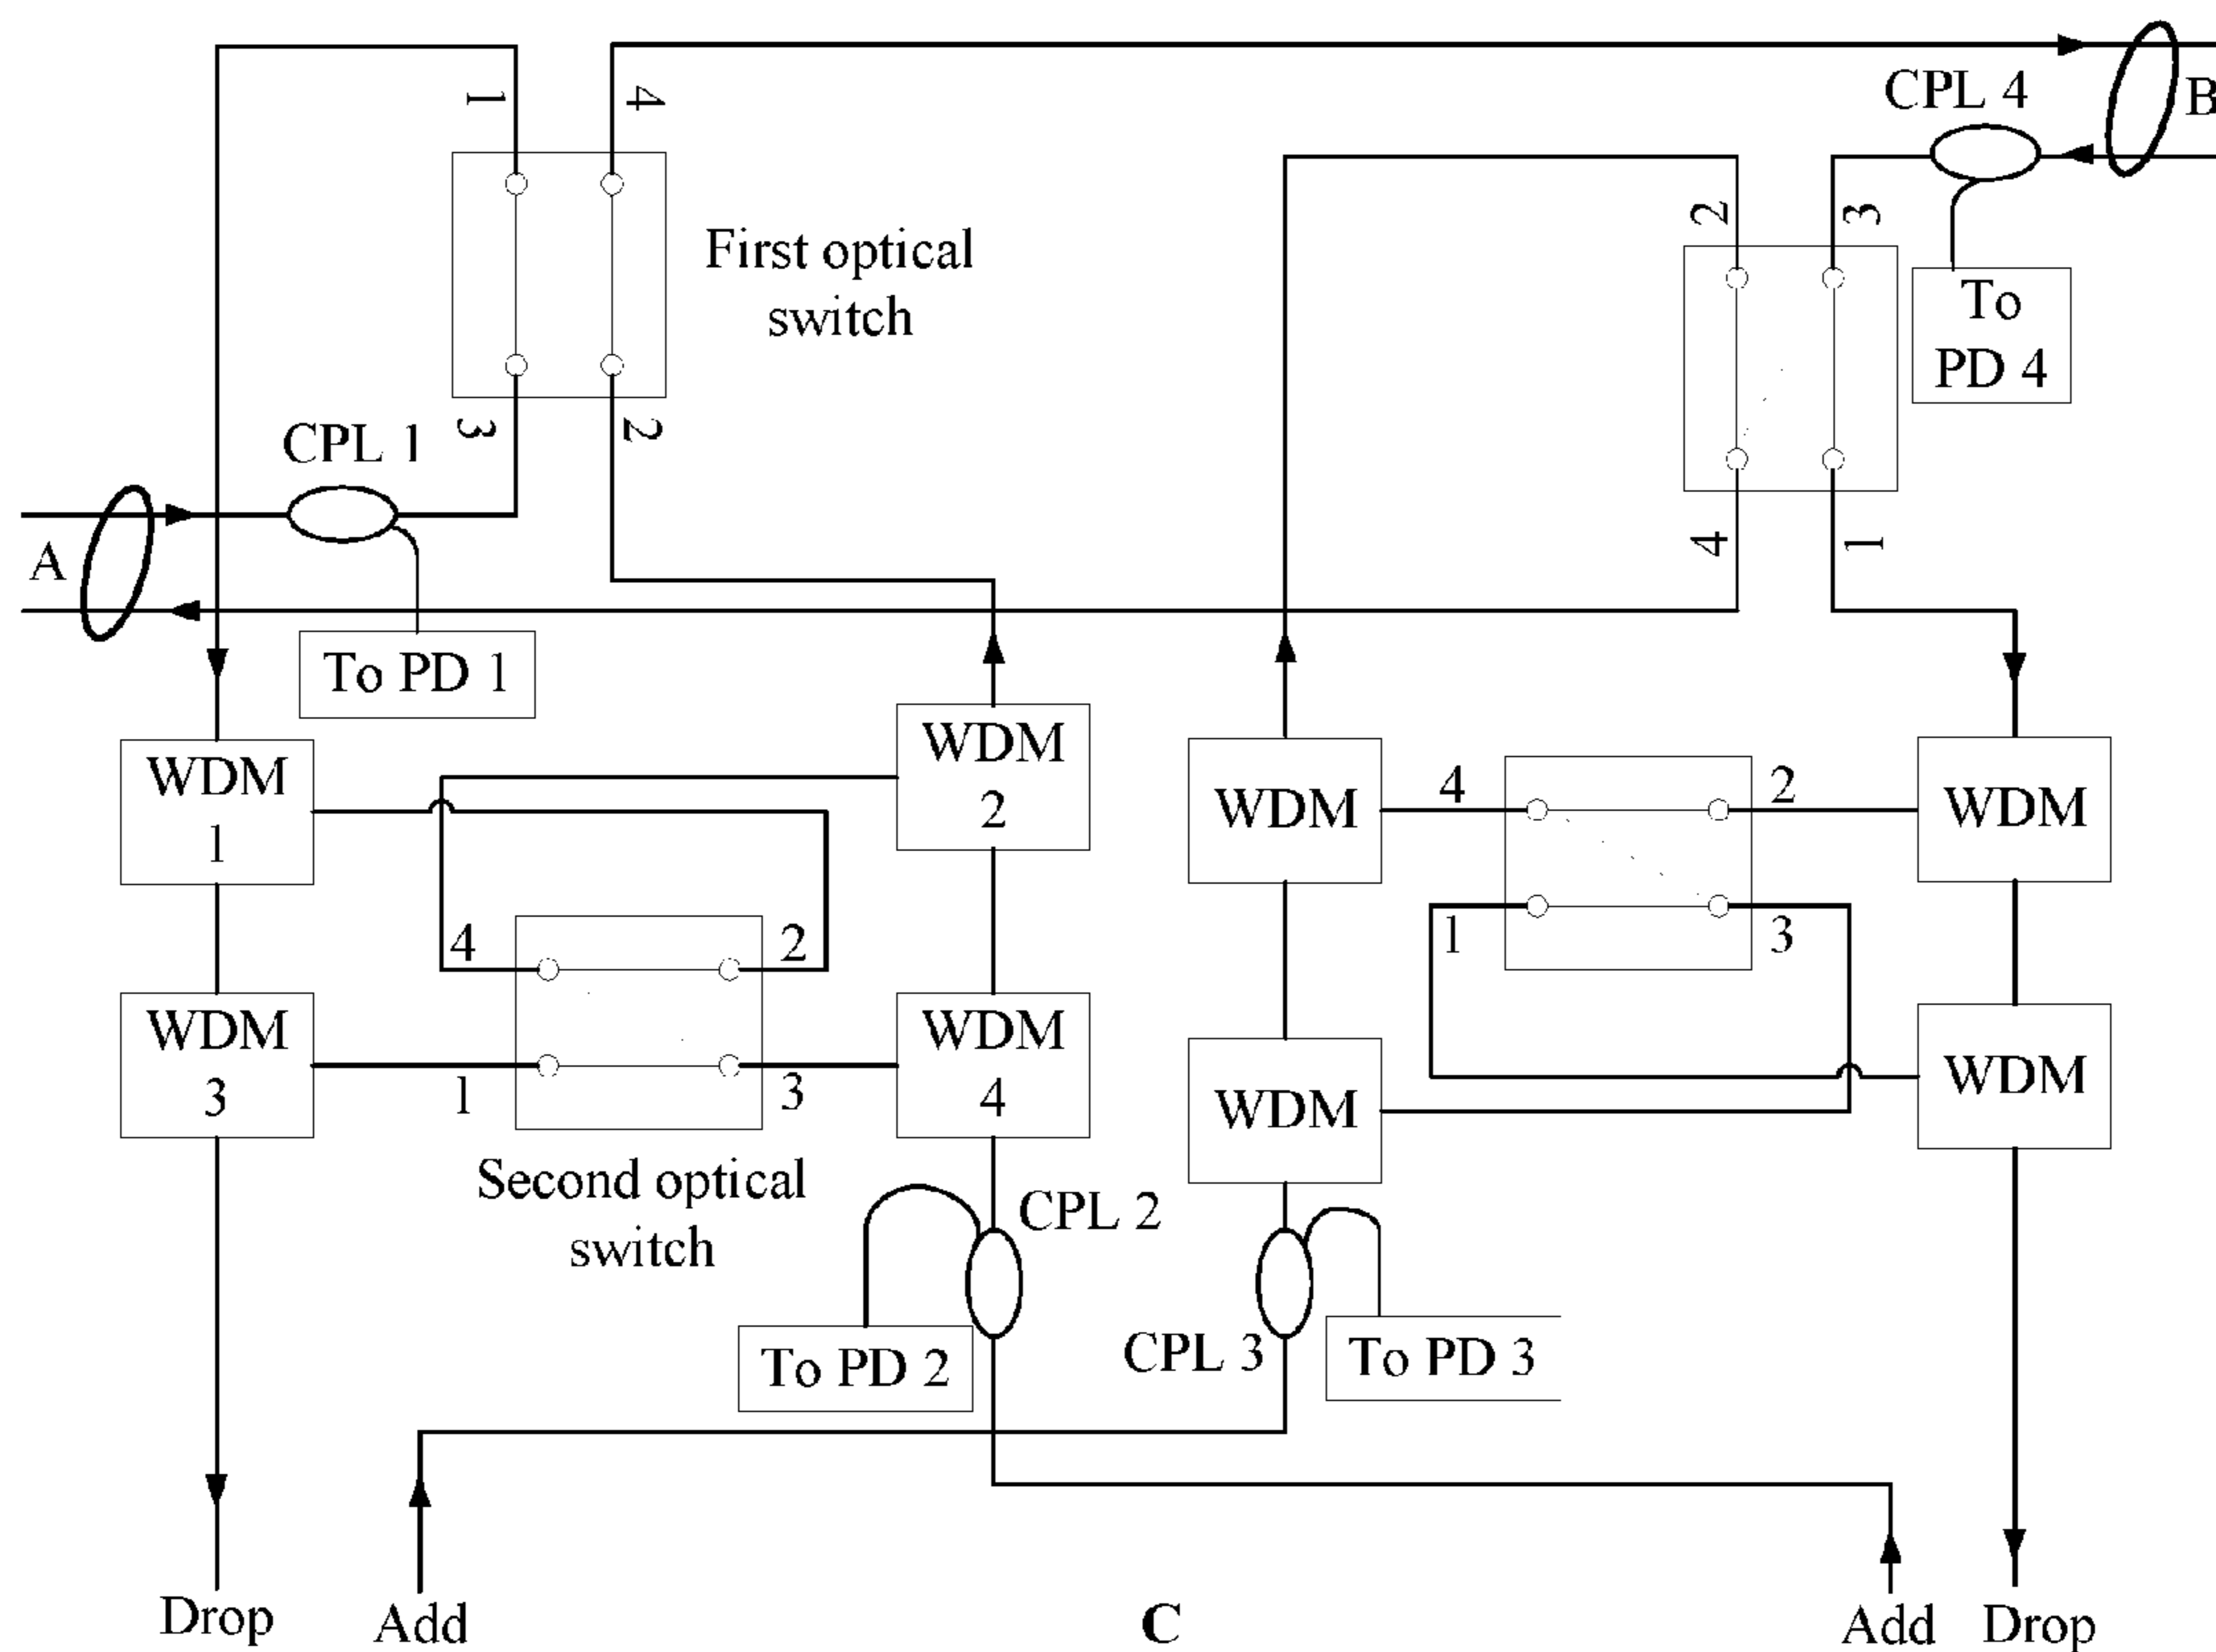 1
4
CPL 4
B
First optical
switch
2
3
To
PD 4
CPL 1
3
2
A
4
1
To PD 1
WDM
1
WDM
2
WDM
4
2
WDM
4
2
1
3
WDM
3
1
3
WDM
4
WDM
WDM
Second optical
switch
CPL 2
To PD 2
CPL 3
To PD 3
Drop
Add
C
Add
Drop